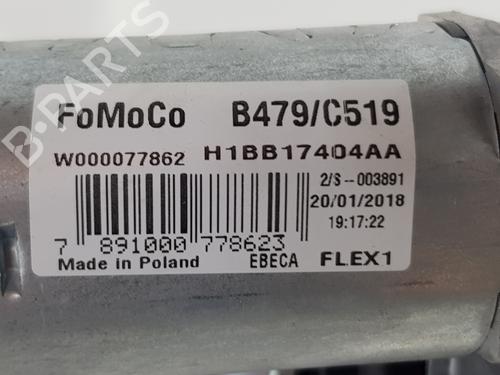 B-PARTS
FoMoCo B479/C519
W000077862 H1BB17404AA
2/S--003891
20/01/2018
19:17:22
7 891000 778623
Made in Poland EBECA FLEX1